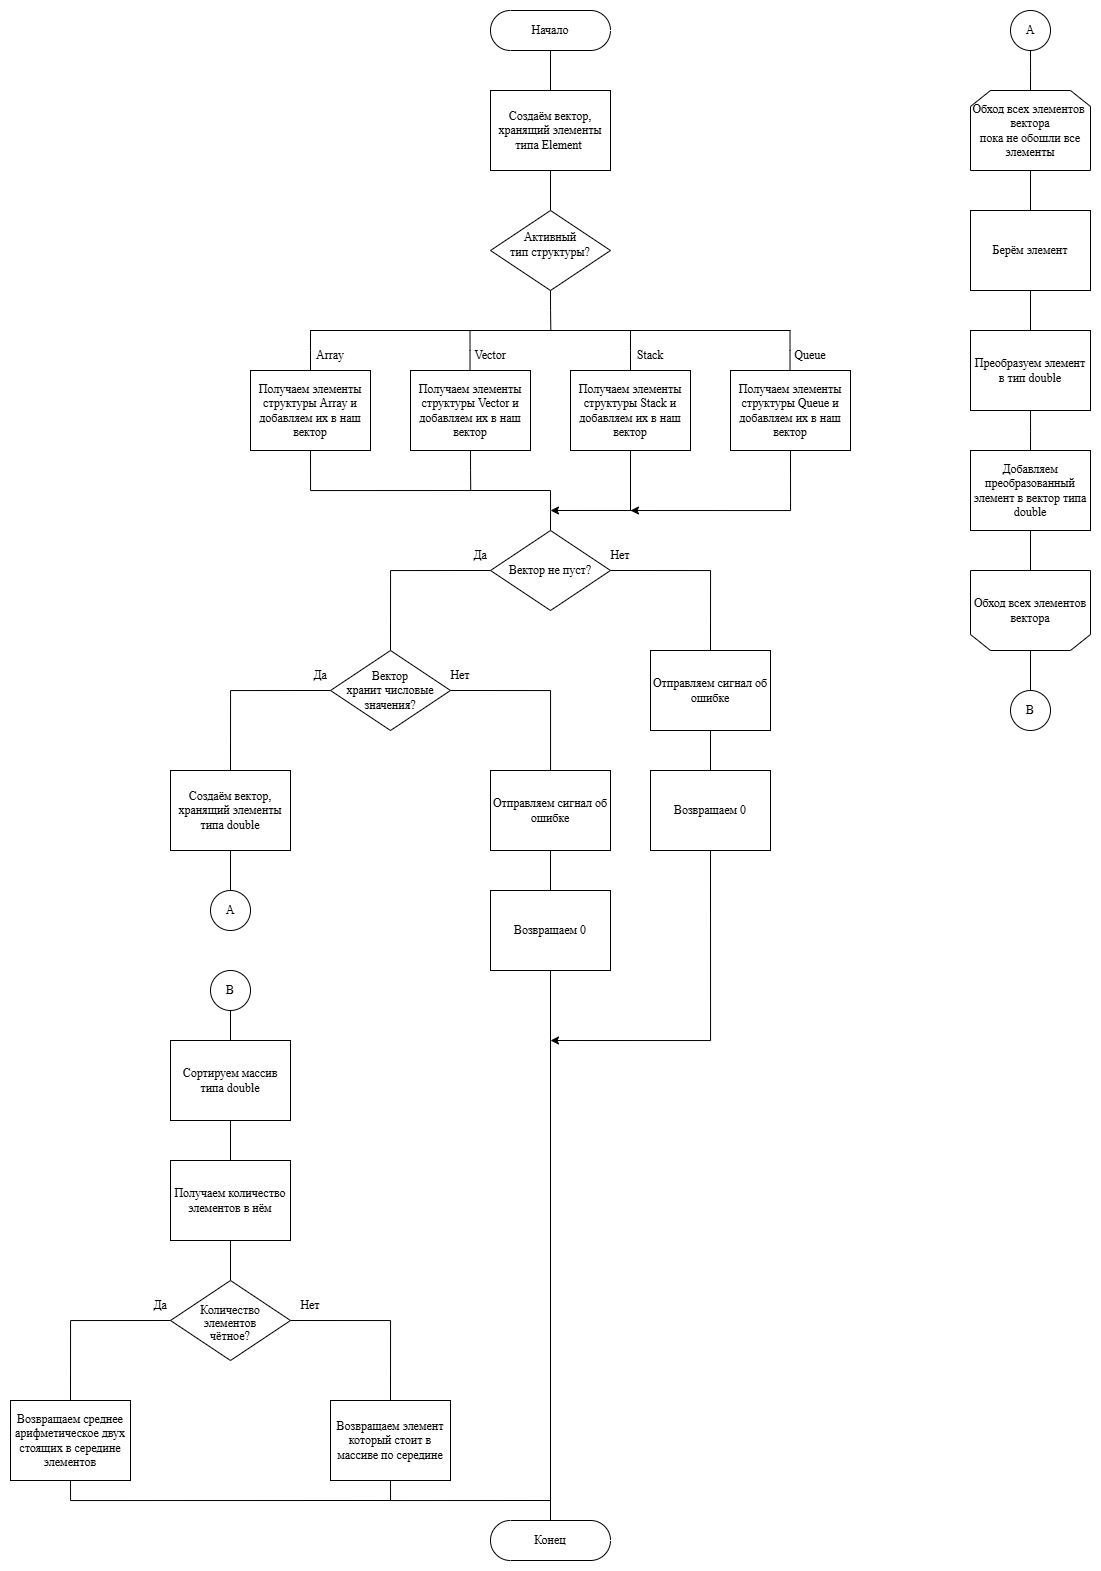 Начало
Создаём вектор,
хранящий элементы
типа Element
Активный
тип структуры?
Array
Vector
Stack
Queue
Получаем элементы
структуры Array и
добавляем их в наш
вектор
Получаем элементы
структуры Vector и
добавляем их в наш
вектор
Получаем элементы
структуры Stack и
добавляем их в наш
вектор
Получаем элементы
структуры Queue и
добавляем их в наш
вектор
Да
Вектор не пуст?
Нет
Да
Вектор
хранит числовые
значения?
Нет
Отправляем сигнал об
ошибке
Возвращаем 0
Создаём вектор,
хранящий элементы
типа double
A
Отправляем сигнал об
ошибке
Возвращаем 0
B
Сортируем массив
типа double
Получаем количество
элементов в нём
Да
Количество
элементов
чётное?
Нет
Возвращаем среднее
арифметическое двух
стоящих в середине
элементов
Возвращаем элемент
который стоит в
массиве по середине
Конец
A
Обход всех элементов
вектора
пока не обошли все
элементы
Берём элемент
Преобразуем элемент
в тип double
Добавляем
преобразованный
элемент в вектор типа
double
Обход всех элементов
вектора
B